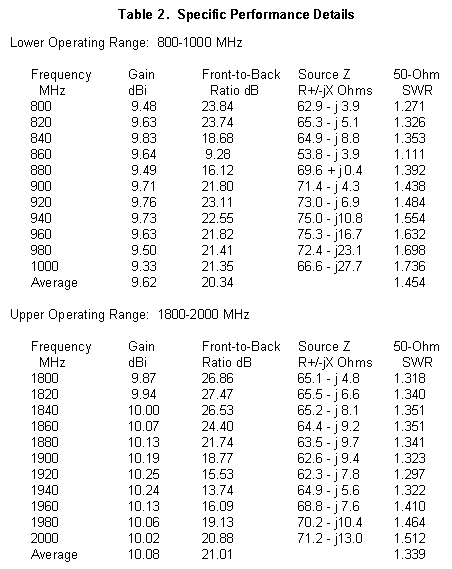 Table 2. Specific Performance Details
Lower Operating Range: 800-1000 MHz
Frequency Gain Front-to-Back Source Z 50-Ohm
MHz dBi Ratio dB R+/-jX Ohms SWR
800 9.48 23.84 62.9 - j 3.9 1.271
820 9.63 23.74 65.3 - j 5.1 1.326
840 9.83 18.68 64.9 - j 8.8 1.353
860 9.64 9.28 53.8 - j 3.9 1.111
880 9.49 16.12 69.6 + j 0.4 1.392
900 9.71 21.80 71.4 - j 4.3 1.438
920 9.76 23.11 73.0 - j 6.9 1.484
940 9.73 22.55 75.0 - j10.8 1.554
960 9.63 21.82 75.3 - j16.7 1.632
980 9.50 21.41 72.4 - j23.1 1.698
1000 9.33 21.35 66.6 - j27.7 1.736
Average 9.62 20.34 1.454
Upper Operating Range: 1800-2000 MHz
Frequency Gain Front-to-Back Source Z 50-Ohm
MHz dBi Ratio dB R+/-jX Ohms SWR
1800 9.87 26.86 65.1 - j 4.8 1.318
1820 9.94 27.47 65.5 - j 6.6 1.340
1840 10.00 26.53 65.2 - j 8.1 1.351
1860 10.07 24.40 64.4 - j 9.2 1.351
1880 10.13 21.74 63.5 - j 9.7 1.341
1900 10.19 18.77 62.6 - j 9.4 1.323
1920 10.25 15.53 62.3 - j 7.8 1.297
1940 10.24 13.74 64.9 - j 5.6 1.322
1960 10.13 16.09 68.8 - j 7.6 1.410
1980 10.06 19.13 70.2 - j10.4 1.464
2000 10.02 20.88 71.2 - j13.0 1.512
Average 10.08 21.01 1.339